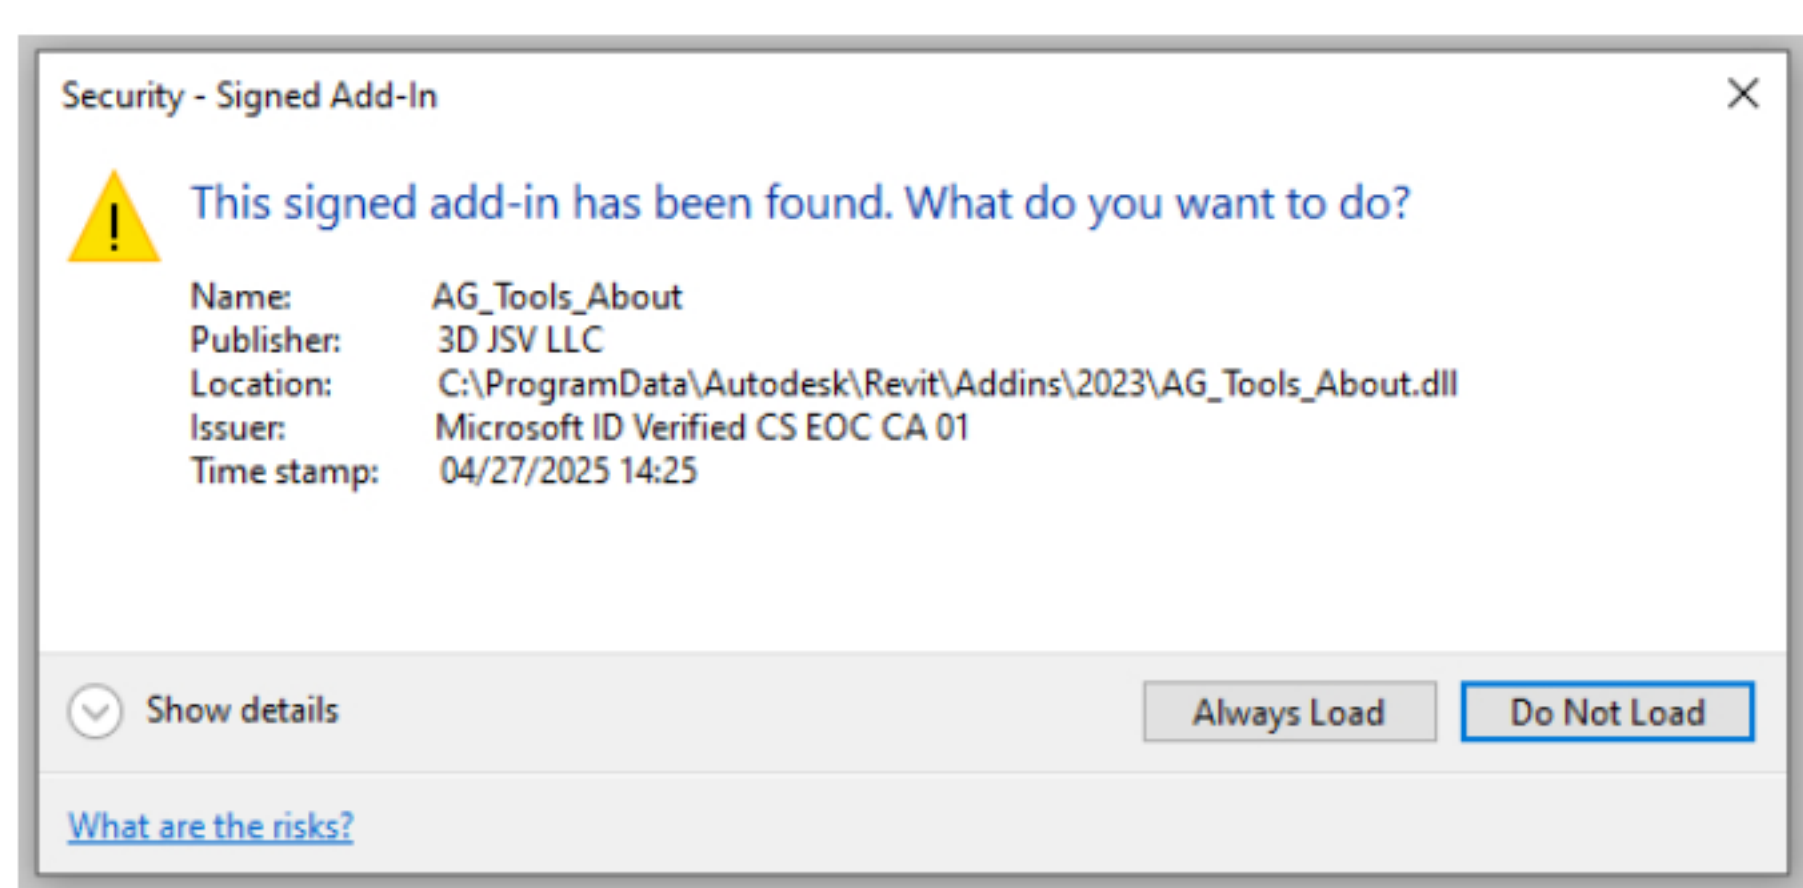 Security - Signed Add-In
This signed add-in has been found. What do you want to do?
Name: AG_Tools_About
Publisher: 3D JSV LLC
Location: C:\ProgramData\Autodesk\Revit\Addins\2023\AG_Tools_About.dll
Issuer: Microsoft ID Verified CS EOC CA 01
Time stamp: 04/27/2025 14:25
Show details
Always Load
Do Not Load
What are the risks?